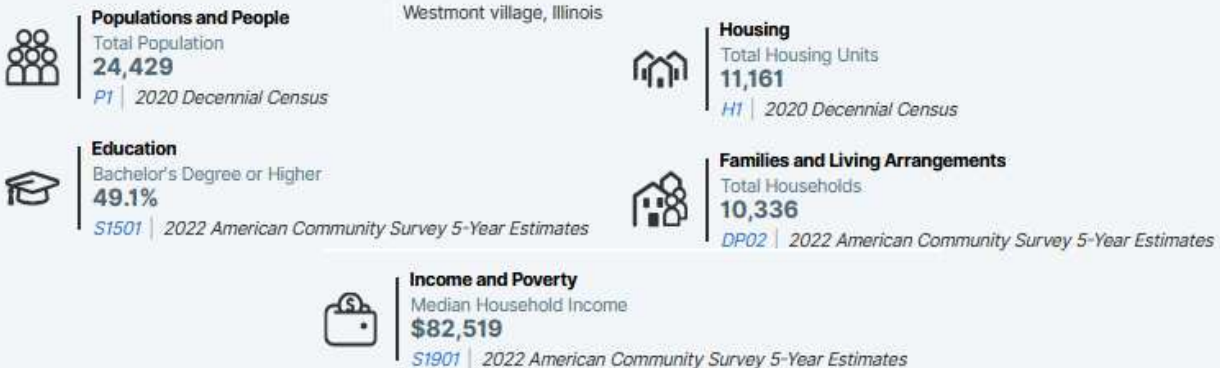 Westmont village, Illinois
Populations and People
Total Population
24,429
P1 | 2020 Decennial Census
Housing
Total Housing Units
11,161
H1 | 2020 Decennial Census
Education
Bachelor's Degree or Higher
49.1%
S1501 | 2022 American Community Survey 5-Year Estimates
Families and Living Arrangements
Total Households
10,336
DP02 | 2022 American Community Survey 5-Year Estimates
Income and Poverty
$
Median Household Income
$82,519
S1901 | 2022 American Community Survey 5-Year Estimates